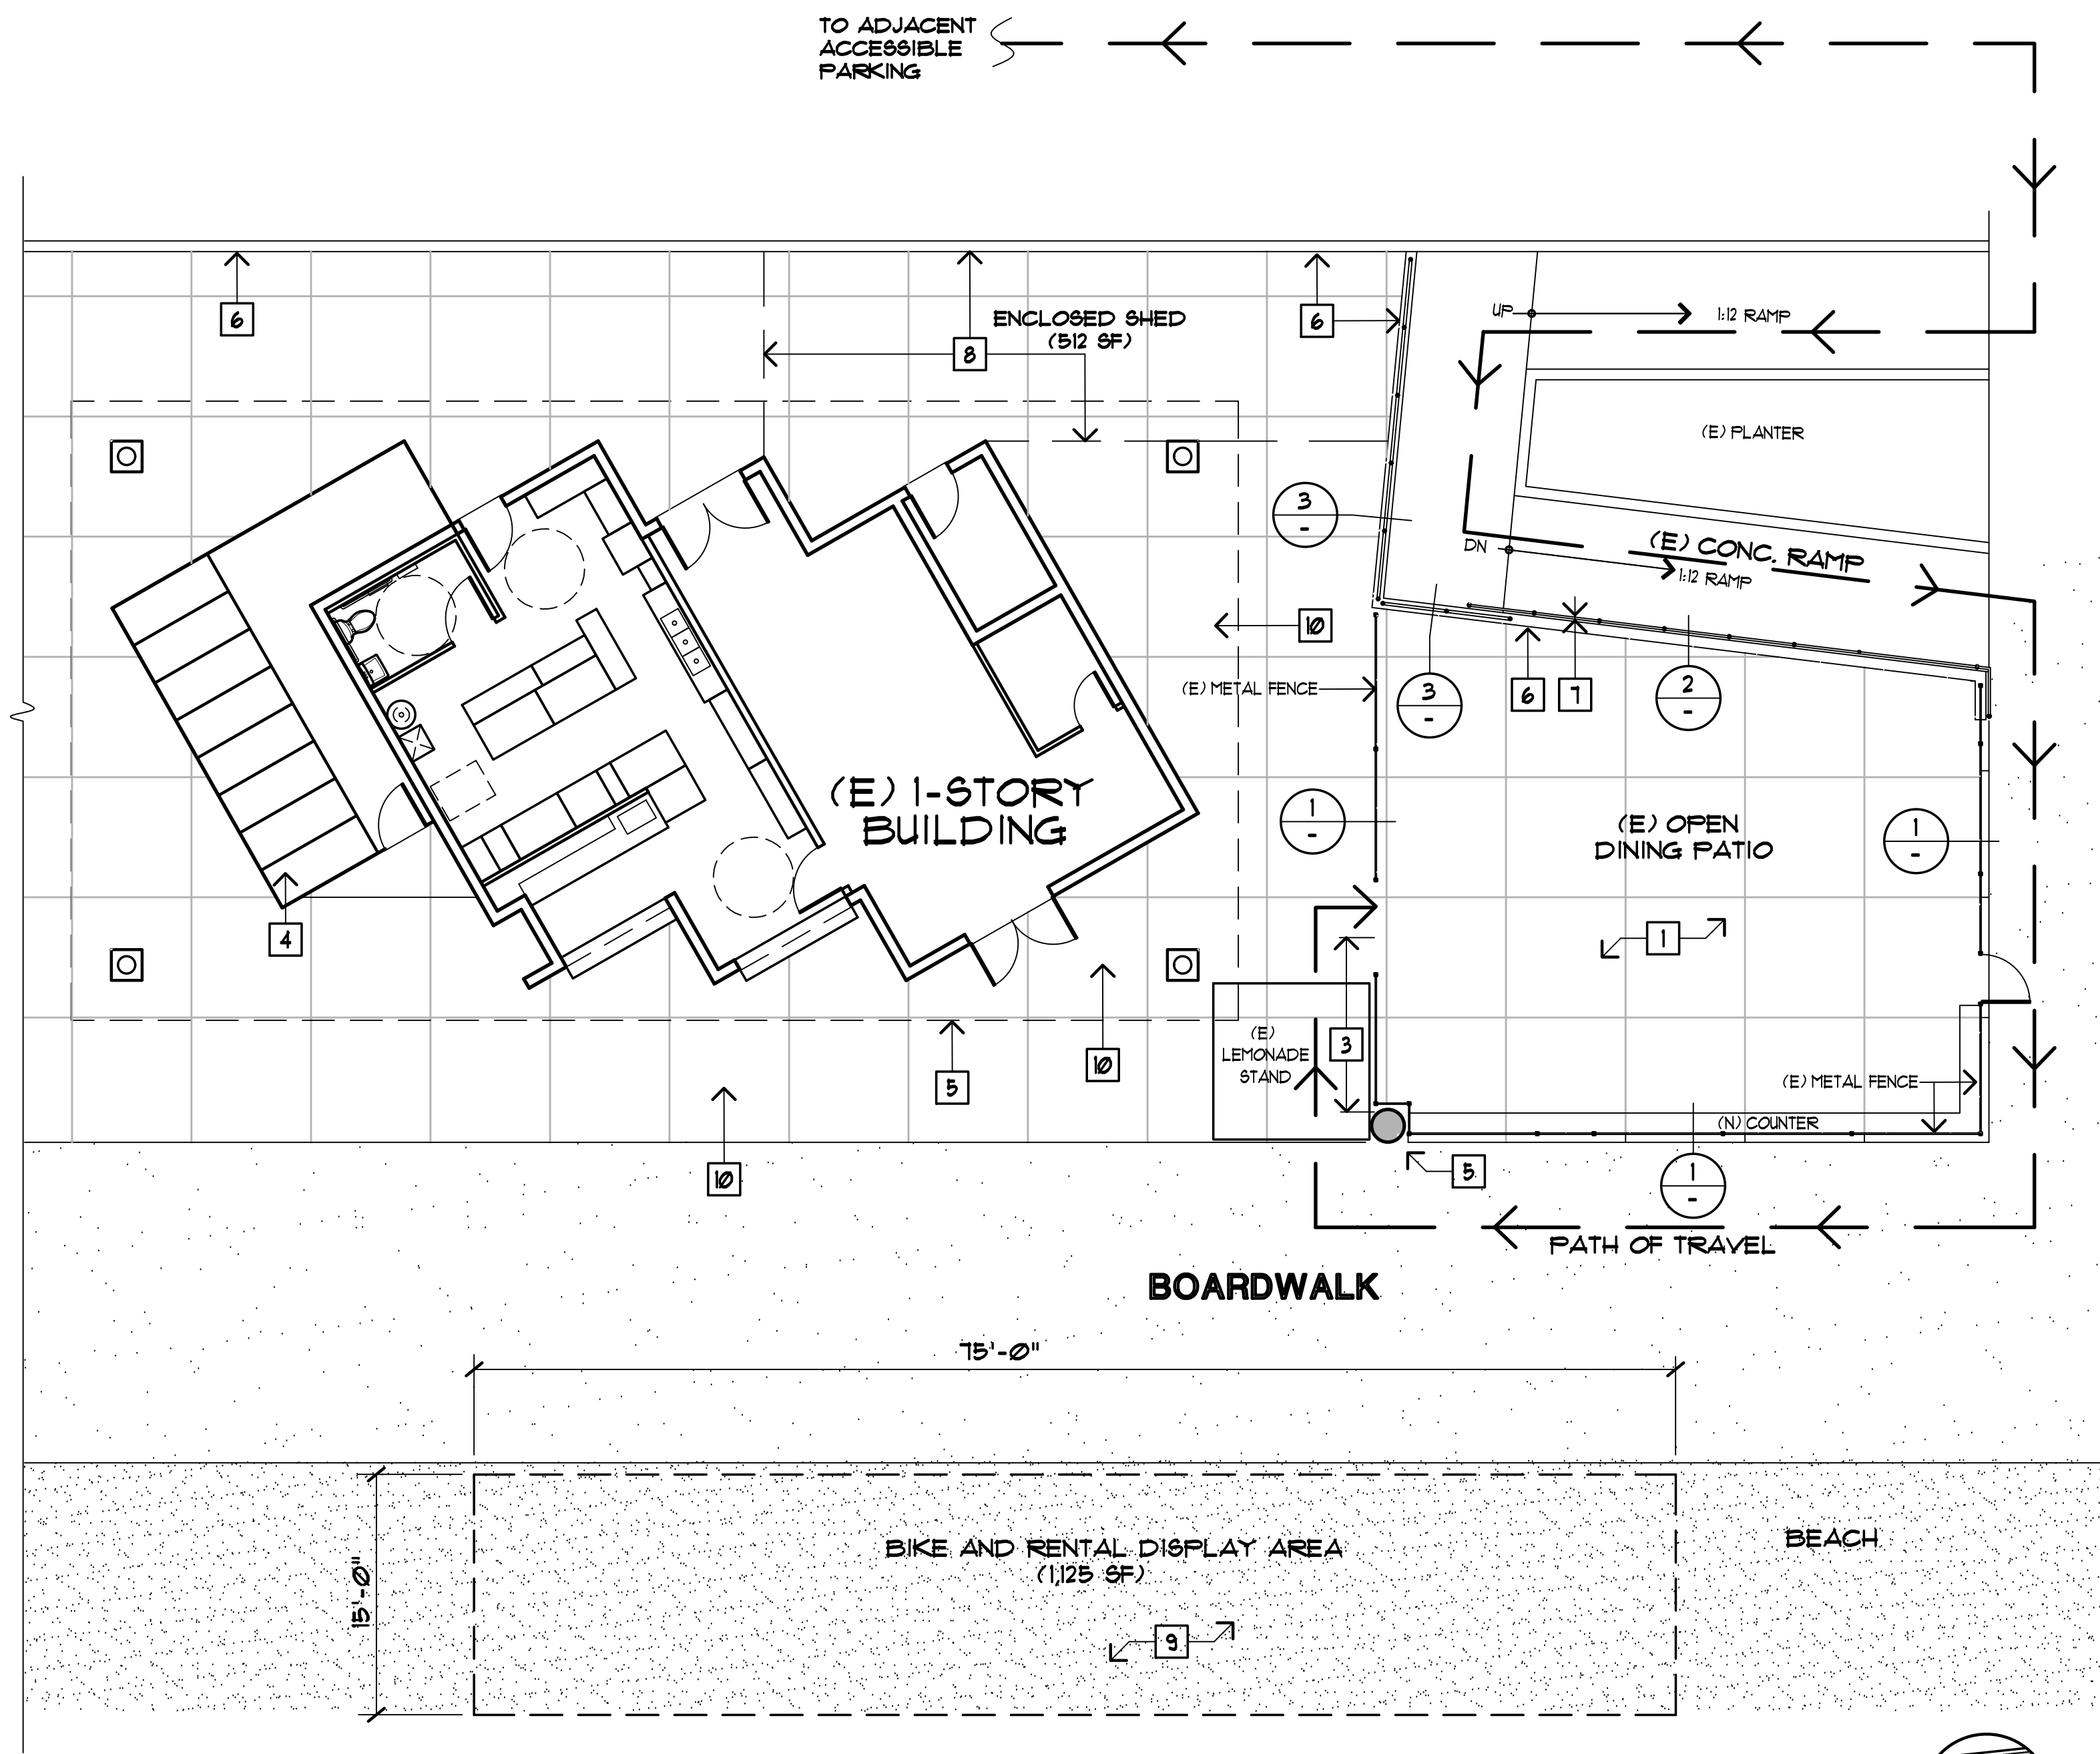 TO ADJACENT
ACCESSIBLE
PARKING
6
ENCLOSED SHED
(512 SF)
8
6
UP
1:12 RAMP
(E) PLANTER
3
-
(E) CONC. RAMP
DN
1:12 RAMP
10
(E) METAL FENCE
3
-
6
7
2
-
(E) 1-STORY
BUILDING
1
-
(E) OPEN
DINING PATIO
1
-
4
1
(E)
LEMONADE
STAND
3
5
10
(E) METAL FENCE
(N) COUNTER
10
5
1
-
PATH OF TRAVEL
BOARDWALK
75'-0"
15'-0"
BIKE AND RENTAL DISPLAY AREA
(1,125 SF)
BEACH
9